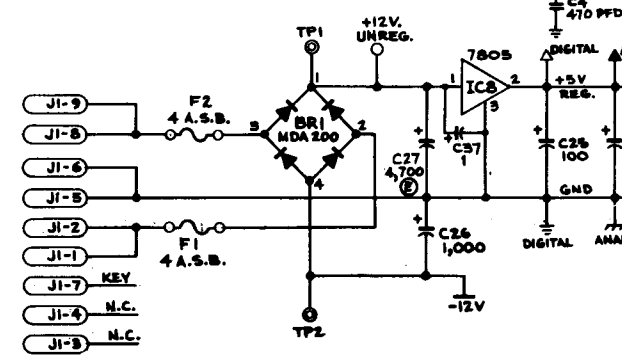 C4
470 PFD
TP1
+12V.
UNREG.
DIGITAL
7805
1
IC8
2
+5V
REG.
3
J1-9
F2
4 A.S.B.
J1-8
1
3
BR1
MDA 200
2
4
+
C37
1
+
C27
4,700
E
+
C25
100
+
J1-6
J1-5
GND
J1-2
F1
4 A.S.B.
+
C26
1,000
DIGITAL
ANA
J1-1
J1-7
KEY
J1-4
N.C.
J1-3
N.C.
-12V
TP2